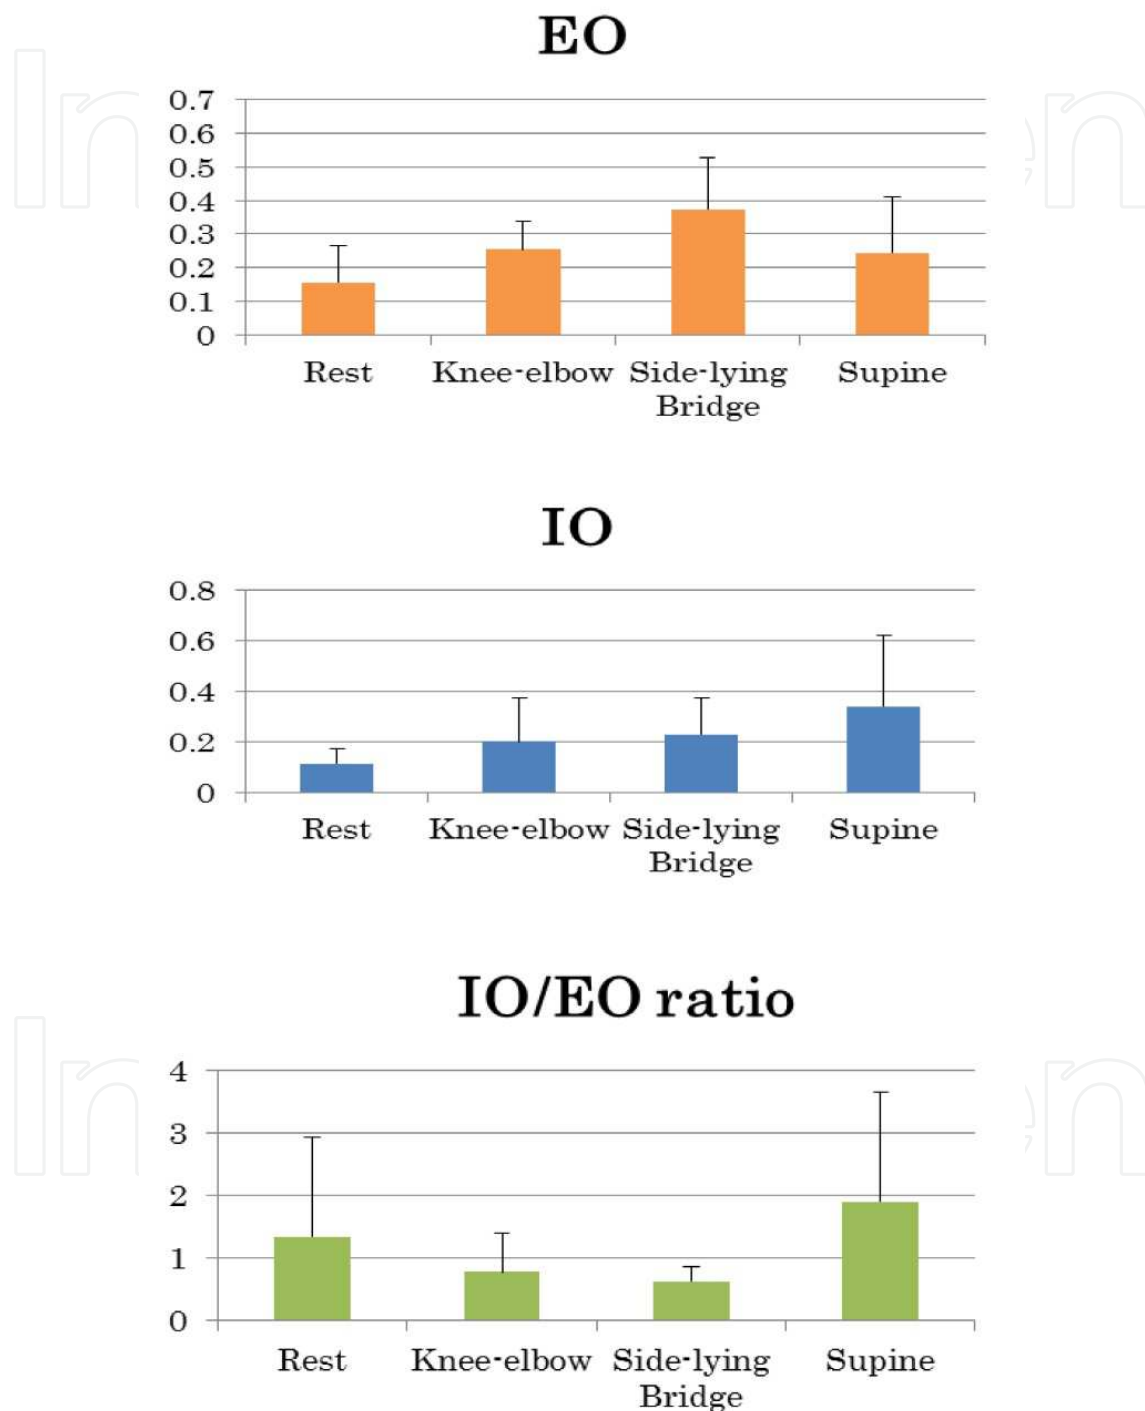 EO
0.7
0.6
0.5
0.4
0.3
0.2
0.1
0
Rest Knee-elbow Side-lying Supine
Bridge
IO
0.8
0.6
0.4
0.2
0
Rest Knee-elbow Side-lying Supine
Bridge
IO/EO ratio
4
3
2
1
0
Rest Knee-elbow Side-lying Supine
Bridge